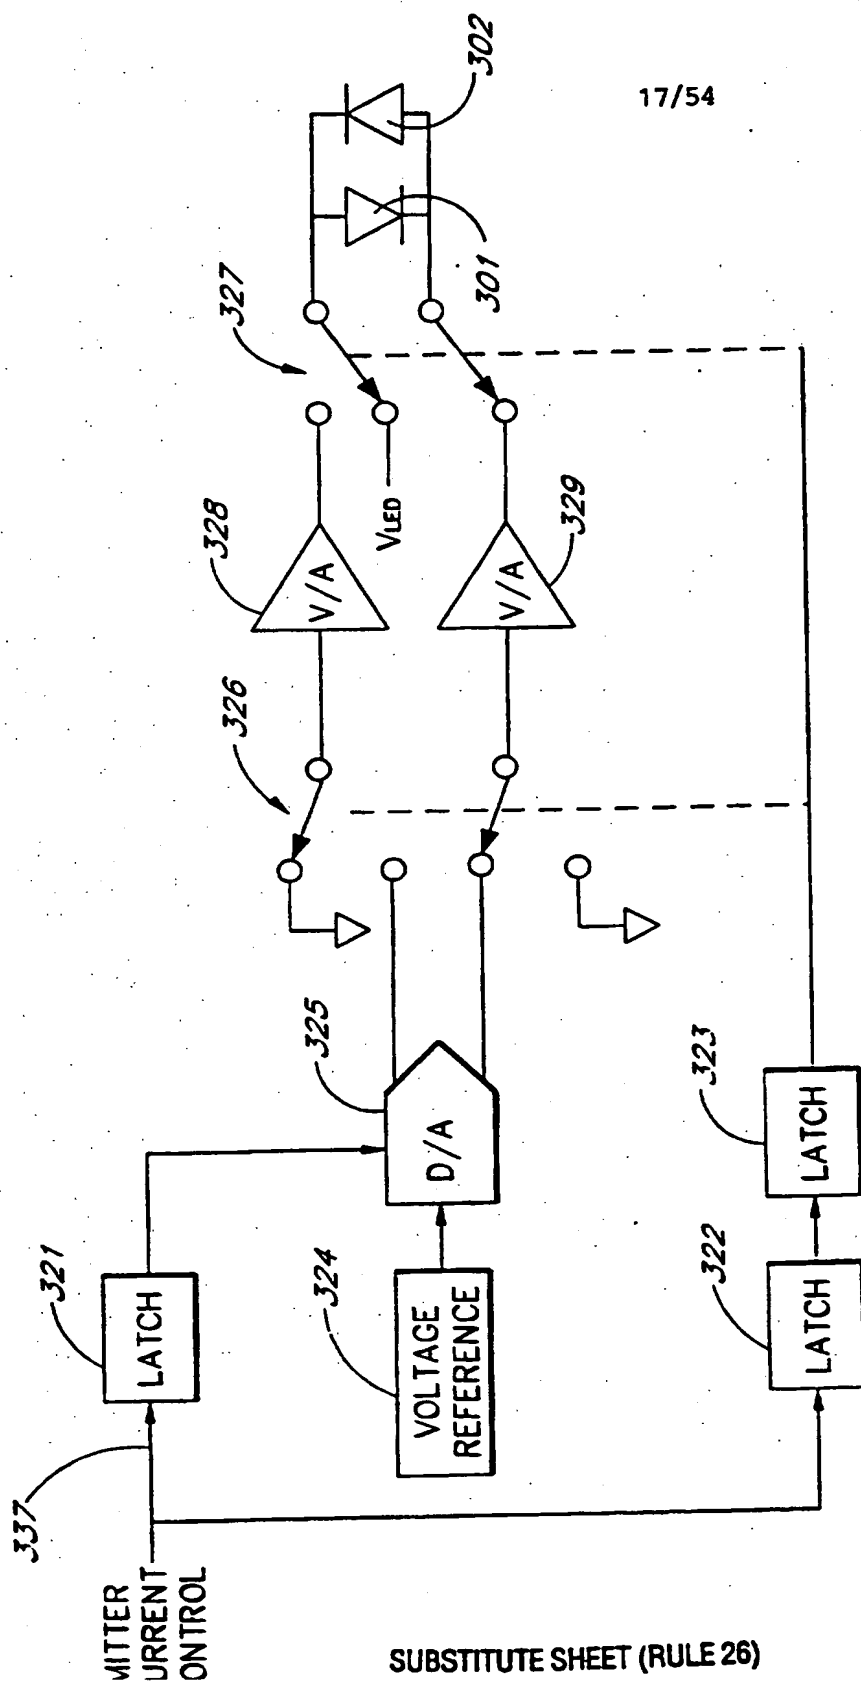 17/54
302
301
327
328
VLED
V/A
V/A
329
326
325
D/A
321
LATCH
324
VOLTAGE
REFERENCE
323
LATCH
322
LATCH
337
MITTER
URRENT
ONTROL
SUBSTITUTE SHEET (RULE 26)